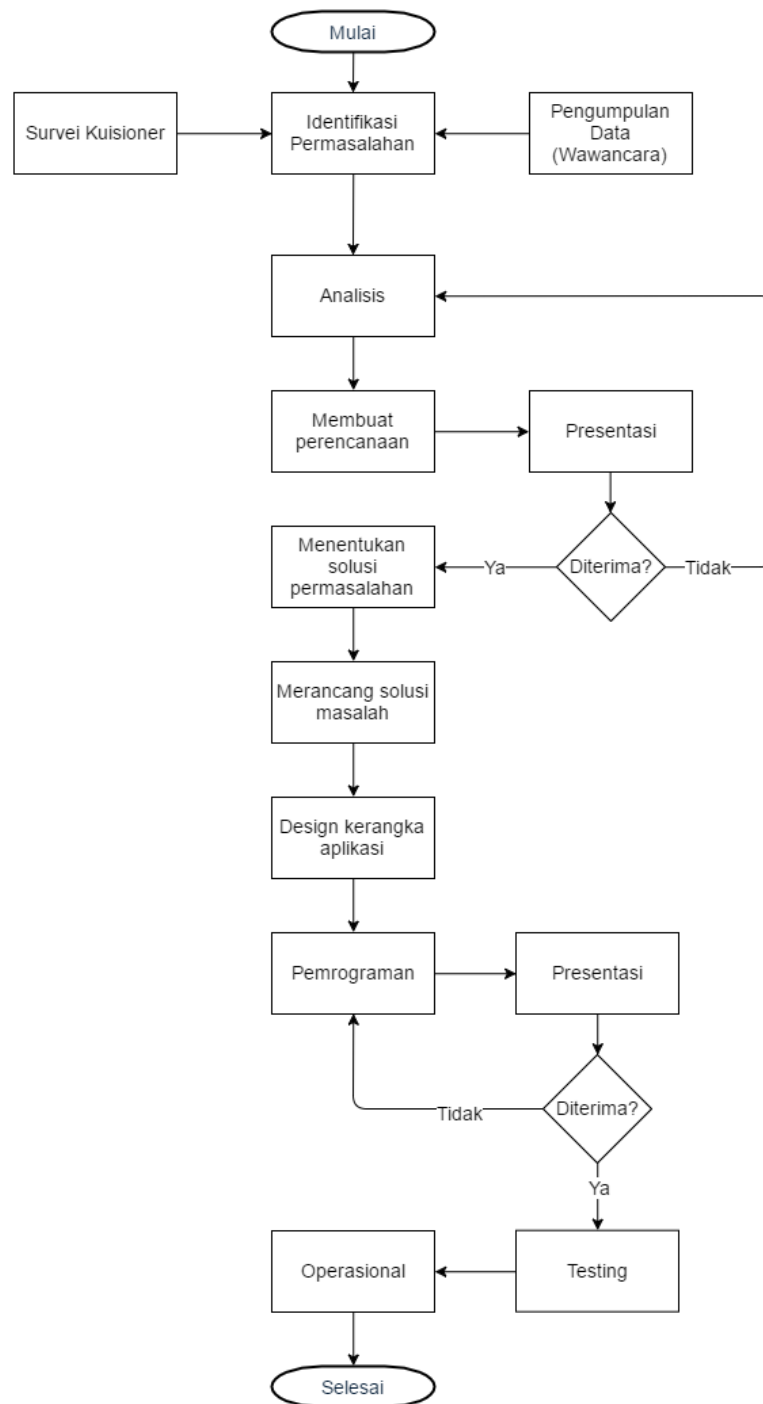 Mulai
Survei Kuisioner
Identifikasi
Permasalahan
Pengumpulan
Data
(Wawancara)
Analisis
Membuat
perencanaan
Presentasi
Menentukan
solusi
permasalahan
Ya
Diterima?
Tidak
Merancang solusi
masalah
Design kerangka
aplikasi
Pemrograman
Presentasi
Tidak
Diterima?
Ya
Operasional
Testing
Selesai